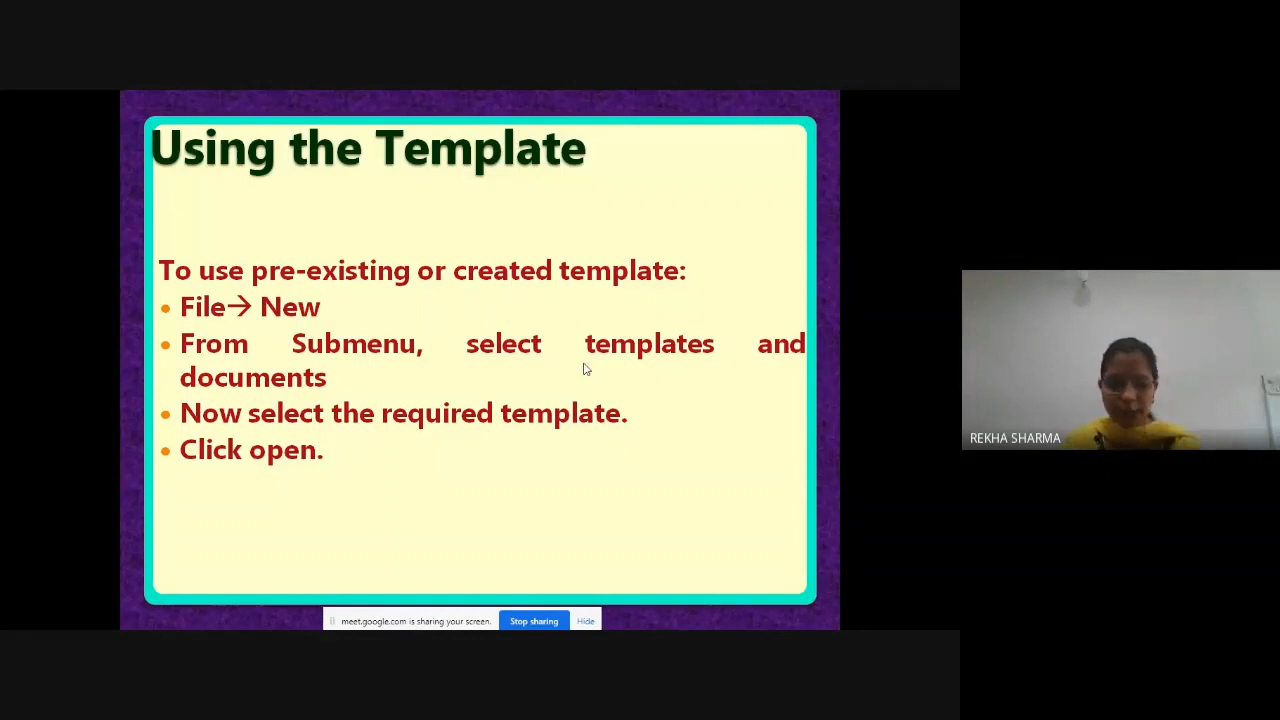 Using the Template
To use pre-existing or created template:
• File→ New
• From Submenu, select templates and
documents
• Now select the required template.
• Click open.
meet.google.com is sharing your screen. Stop sharing Hide
REKHA SHARMA